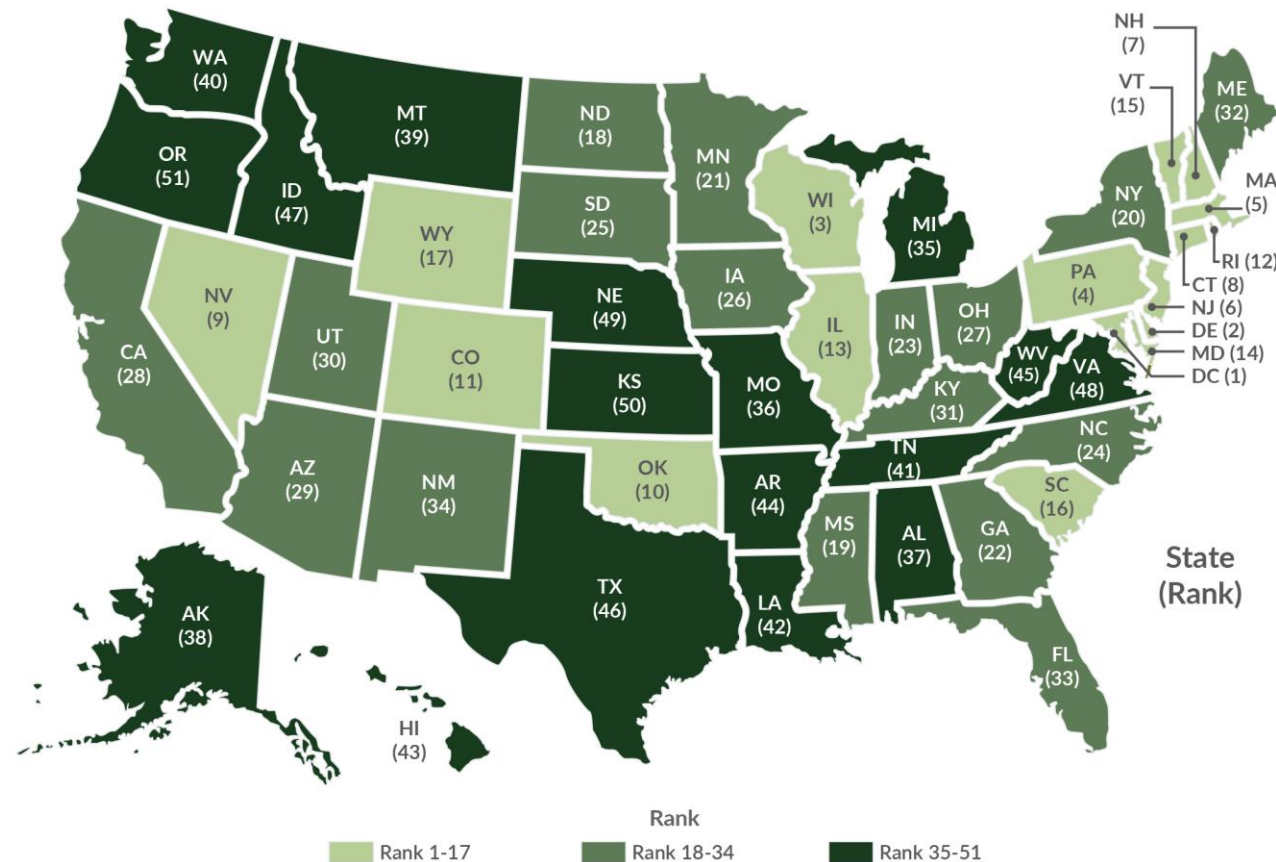 NH
(7)
VT
(15)
ME
(32)
WA
(40)
MT
(39)
ND
(18)
MN
(21)
OR
(51)
ID
(47)
SD
(25)
WI
(3)
MI
(35)
NY
(20)
MA
(5)
WY
(17)
RI (12)
CT (8)
NJ (6)
DE (2)
MD (14)
DC (1)
IA
(26)
PA
(4)
NE
(49)
NV
(9)
UT
(30)
CO
(11)
IL
(13)
IN
(23)
OH
(27)
WV
(45)
VA
(48)
CA
(28)
KS
(50)
MO
(36)
KY
(31)
NC
(24)
TN
(41)
AZ
(29)
NM
(34)
OK
(10)
AR
(44)
SC
(16)
MS
(19)
AL
(37)
GA
(22)
State
(Rank)
TX
(46)
LA
(42)
AK
(38)
FL
(33)
HI
(43)
Rank
Rank 1-17
Rank 18-34
Rank 35-51